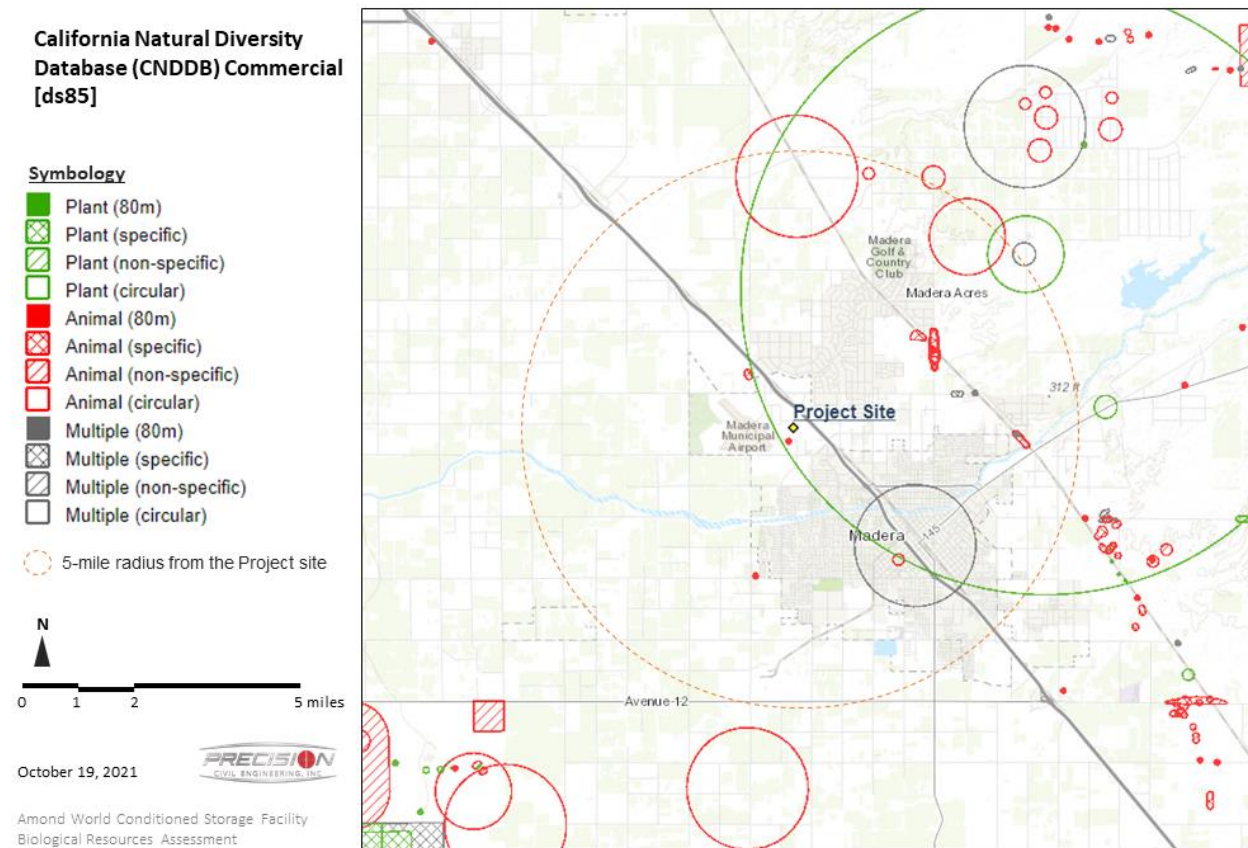 California Natural Diversity
Database (CNDDB) Commercial
[ds85]
Symbology
Plant (80m)
Plant (specific)
Plant (non-specific)
Plant (circular)
Animal (80m)
Animal (specific)
Animal (non-specific)
Animal (circular)
Multiple (80m)
Multiple (specific)
Multiple (non-specific)
Multiple (circular)
5-mile radius from the Project site
N
0 1 2 5 miles
October 19, 2021
PRECISION
CIVIL ENGINEERING, INC.
Amond World Conditioned Storage Facility
Biological Resources Assessment
Madera
Golf &
Country
Club
Madera Acres
312 ft
Project Site
Madera
Municipal
Airport
145
Madera
Avenue 12